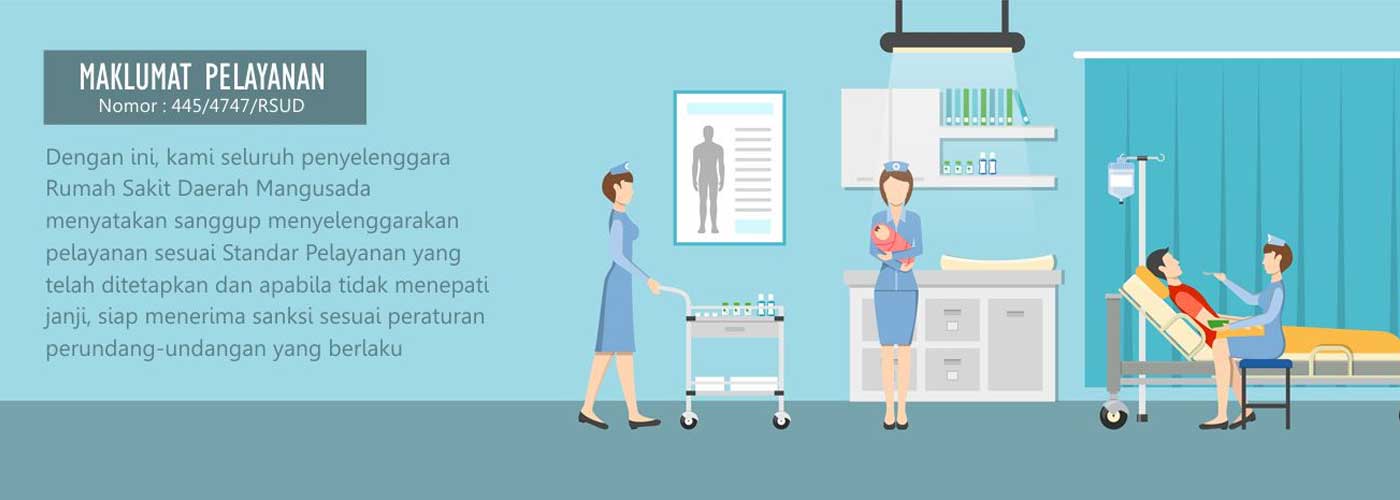 MAKLUMAT PELAYANAN
Nomor : 445/4747/RSUD
Dengan ini, kami seluruh penyelenggara
Rumah Sakit Daerah Mangusada
menyatakan sanggup menyelenggarakan
pelayanan sesuai Standar Pelayanan yang
telah ditetapkan dan apabila tidak menepati
janji, siap menerima sanksi sesuai peraturan
perundang-undangan yang berlaku